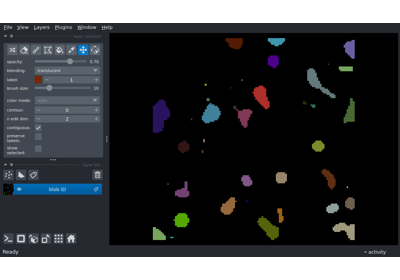 File View Layers Plugins Window Help
opacity: 0.70
blending: translucent
label: 1
brush size: 10
color mode:
contour: 0
n edit dim: 2
contiguous:
preserve labels:
show selected:
blob ID
Ready
activity